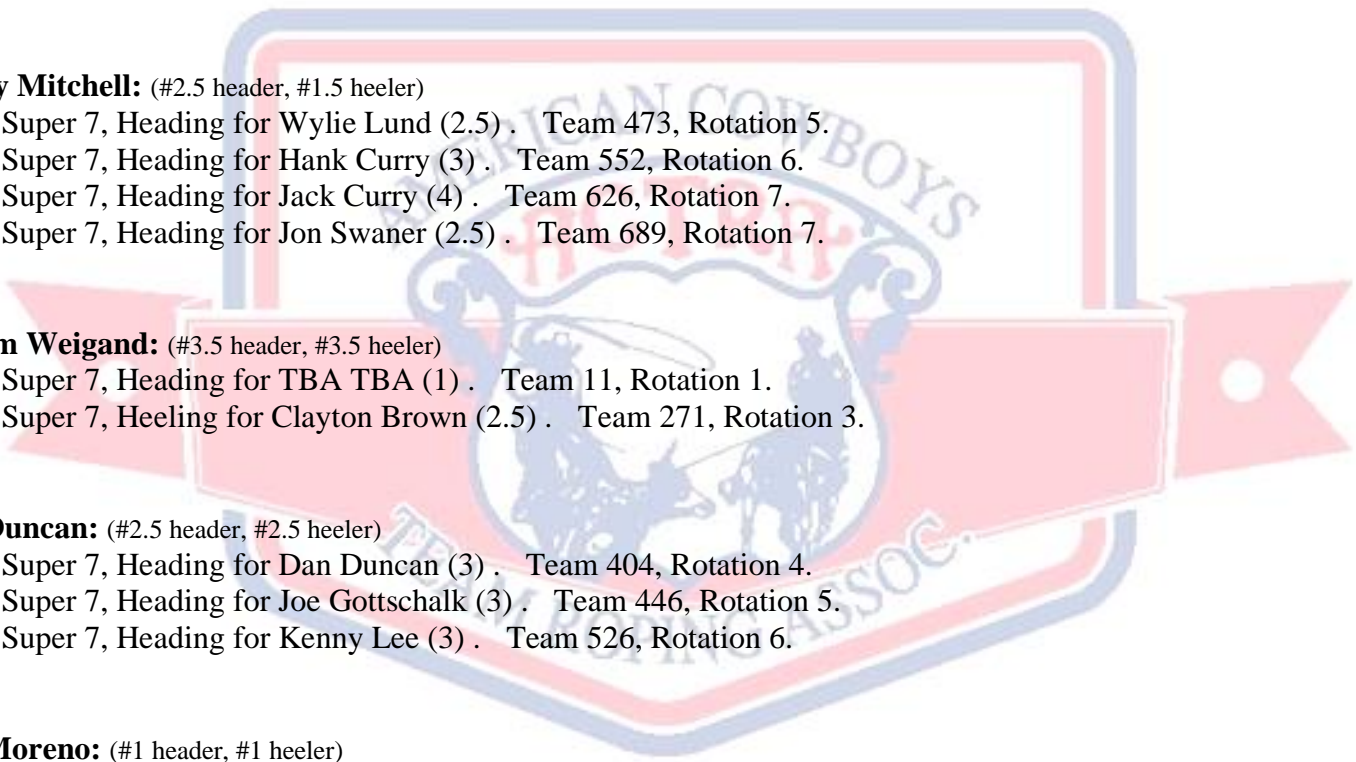 y Mitchell: (#2.5 header, #1.5 heeler)
Super 7, Heading for Wylie Lund (2.5) . Team 473, Rotation 5.
Super 7, Heading for Hank Curry (3) . Team 552, Rotation 6.
Super 7, Heading for Jack Curry (4) . Team 626, Rotation 7.
Super 7, Heading for Jon Swaner (2.5) . Team 689, Rotation 7.
m Weigand: (#3.5 header, #3.5 heeler)
Super 7, Heading for TBA TBA (1) . Team 11, Rotation 1.
Super 7, Heeling for Clayton Brown (2.5) . Team 271, Rotation 3.
Duncan: (#2.5 header, #2.5 heeler)
Super 7, Heading for Dan Duncan (3) . Team 404, Rotation 4.
Super 7, Heading for Joe Gottschalk (3) . Team 446, Rotation 5.
Super 7, Heading for Kenny Lee (3) . Team 526, Rotation 6.
Moreno: (#1 header, #1 heeler)
AMERICAN COWBOYS
ACTRA
TEAM ROPING ASSOC.